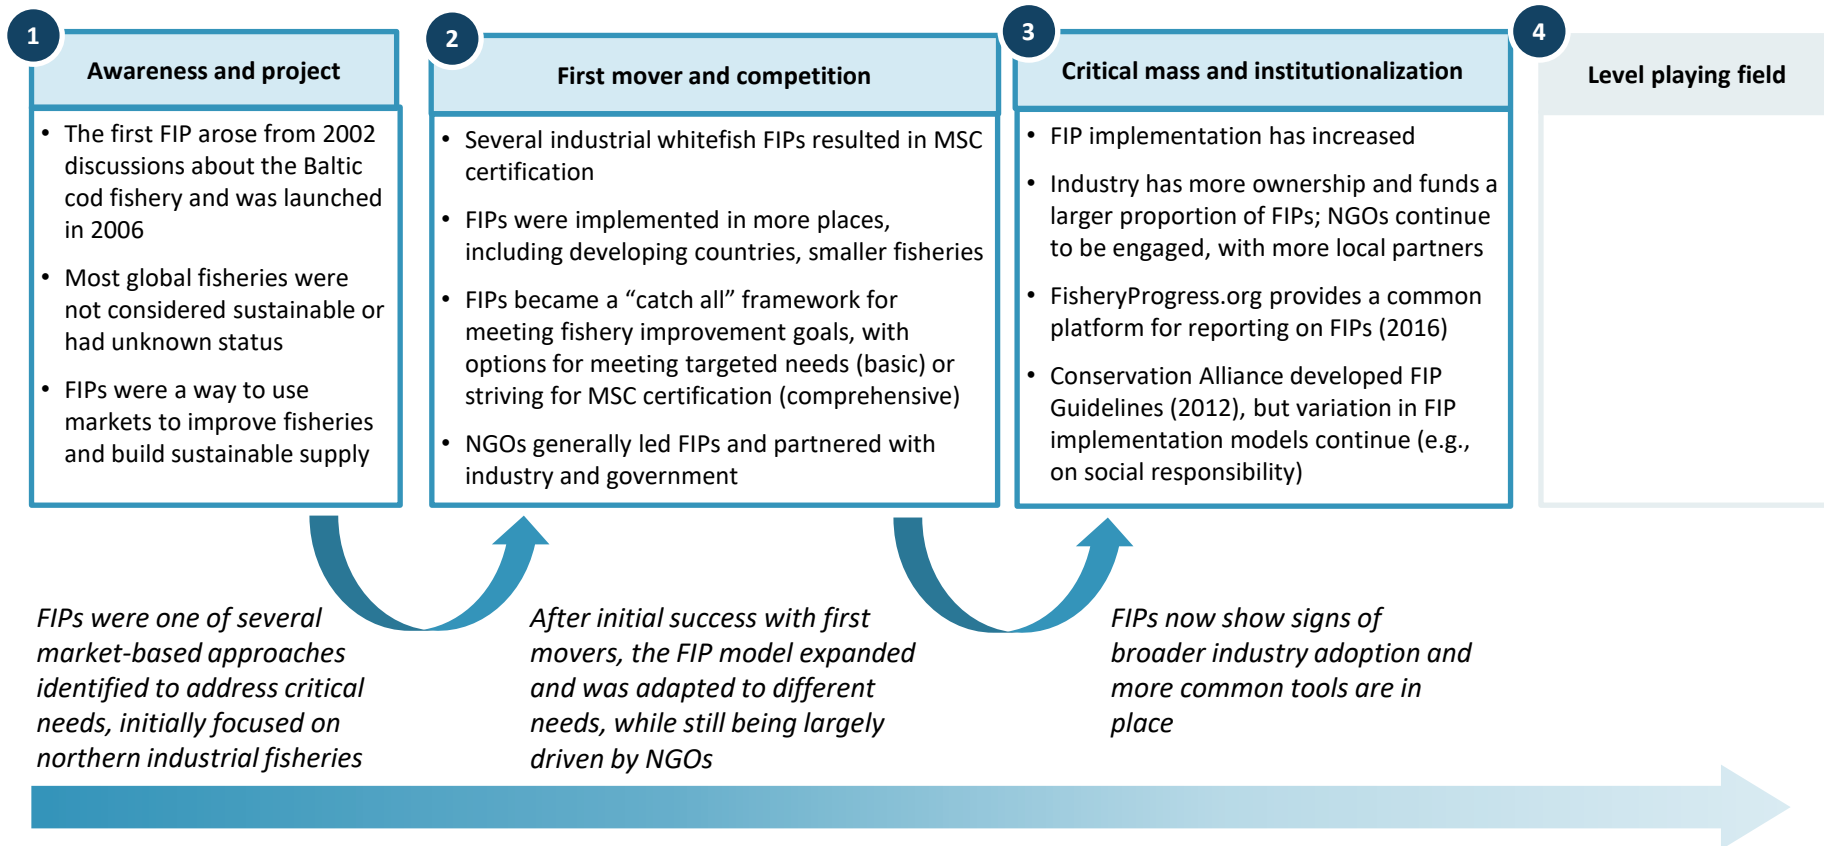 1
Awareness and project
• The first FIP arose from 2002
discussions about the Baltic
cod fishery and was launched
in 2006
• Most global fisheries were
not considered sustainable or
had unknown status
• FIPs were a way to use
markets to improve fisheries
and build sustainable supply
2
First mover and competition
• Several industrial whitefish FIPs resulted in MSC
certification
• FIPs were implemented in more places,
including developing countries, smaller fisheries
• FIPs became a “catch all” framework for
meeting fishery improvement goals, with
options for meeting targeted needs (basic) or
striving for MSC certification (comprehensive)
• NGOs generally led FIPs and partnered with
industry and government
3
Critical mass and institutionalization
• FIP implementation has increased
• Industry has more ownership and funds a
larger proportion of FIPs; NGOs continue
to be engaged, with more local partners
• FisheryProgress.org provides a common
platform for reporting on FIPs (2016)
• Conservation Alliance developed FIP
Guidelines (2012), but variation in FIP
implementation models continue (e.g.,
on social responsibility)
4
Level playing field
FIPs were one of several
market-based approaches
identified to address critical
needs, initially focused on
northern industrial fisheries
After initial success with first
movers, the FIP model expanded
and was adapted to different
needs, while still being largely
driven by NGOs
FIPs now show signs of
broader industry adoption and
more common tools are in
place